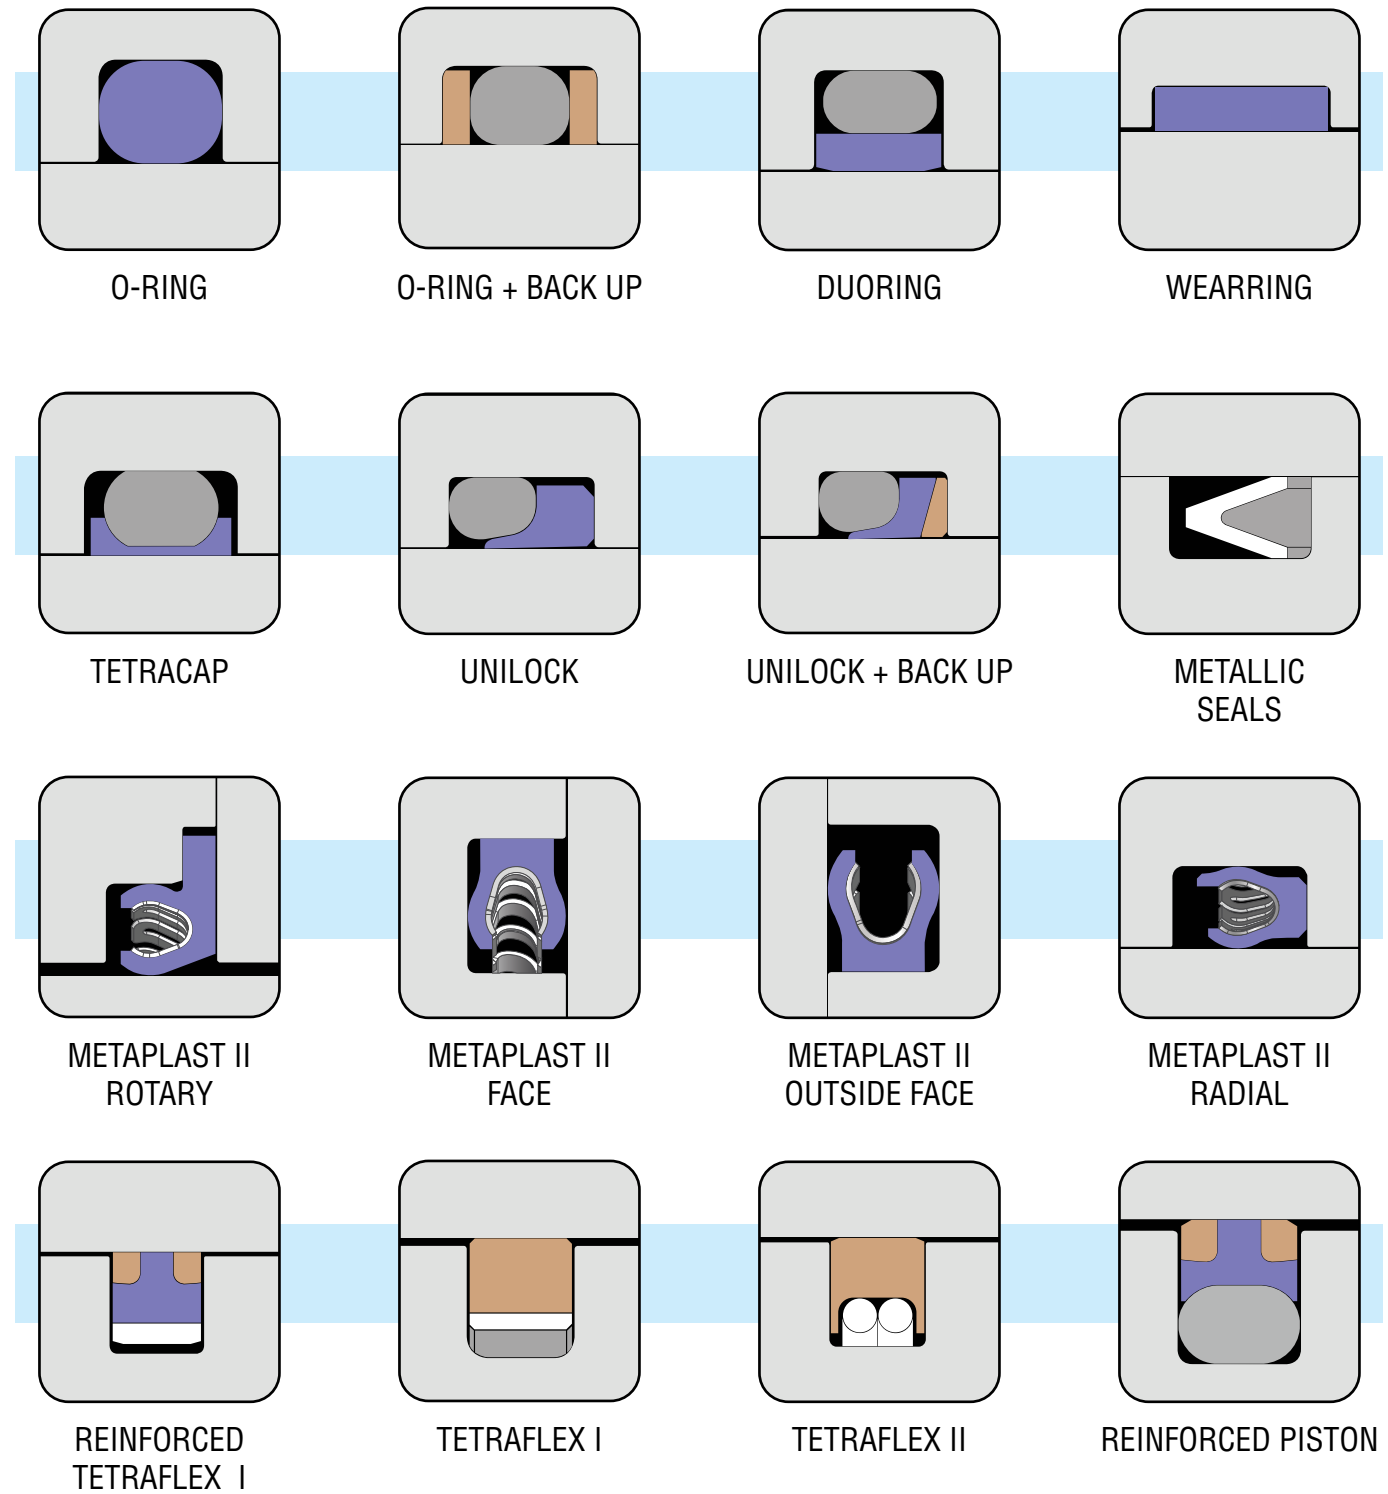 O-RING
O-RING + BACK UP
DUORING
WEARRING
TETRACAP
UNILOCK
UNILOCK + BACK UP
METALLIC
SEALS
METAPLAST II
ROTARY
METAPLAST II
FACE
METAPLAST II
OUTSIDE FACE
METAPLAST II
RADIAL
REINFORCED
TETRAFLEX I
TETRAFLEX I
TETRAFLEX II
REINFORCED PISTON